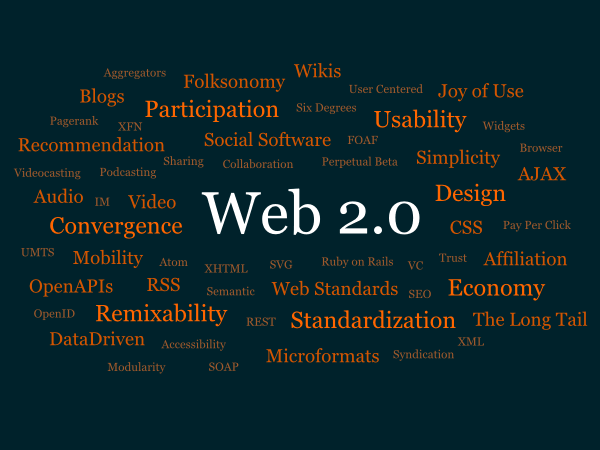 Wikis
Aggregators
Folksonomy
User Centered
Joy of Use
Blogs
Participation
Six Degrees
Usability
Pagerank
XFN
Widgets
Recommendation
Social Software
FOAF
Browser
Sharing
Collaboration
Perpetual Beta
Simplicity
Videocasting
Podcasting
AJAX
Audio
IM
Video
Web 2.0
Design
Convergence
CSS
Pay Per Click
UMTS
Mobility
Atom
XHTML
SVG
Ruby on Rails
VC
Trust
Affiliation
OpenAPIs
RSS
Semantic
Web Standards
SEO
Economy
OpenID
Remixability
REST
Standardization
The Long Tail
DataDriven
Accessibility
XML
Microformats
Syndication
Modularity
SOAP